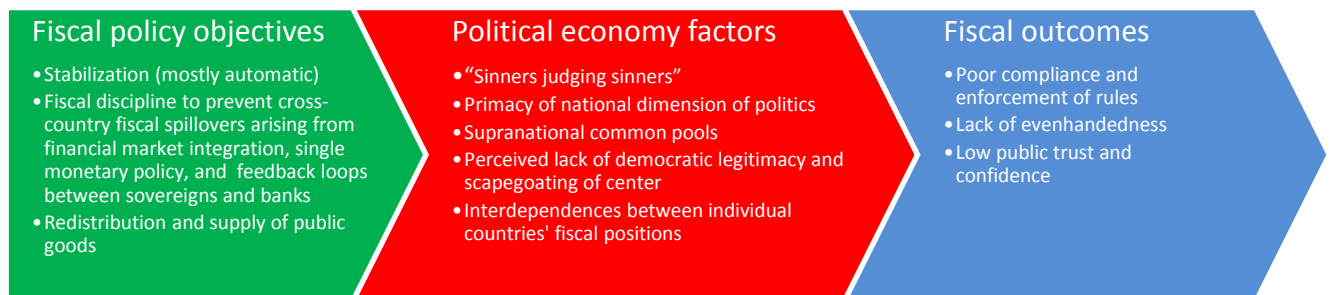 Fiscal policy objectives
•Stabilization (mostly automatic)
•Fiscal discipline to prevent cross-
country fiscal spillovers arising from
financial market integration, single
monetary policy, and feedback loops
between sovereigns and banks
•Redistribution and supply of public
goods
Political economy factors
•“Sinners judging sinners”
•Primacy of national dimension of politics
•Supranational common pools
•Perceived lack of democratic legitimacy and
scapegoating of center
•Interdependences between individual
countries' fiscal positions
Fiscal outcomes
•Poor compliance and
enforcement of rules
•Lack of evenhandedness
•Low public trust and
confidence